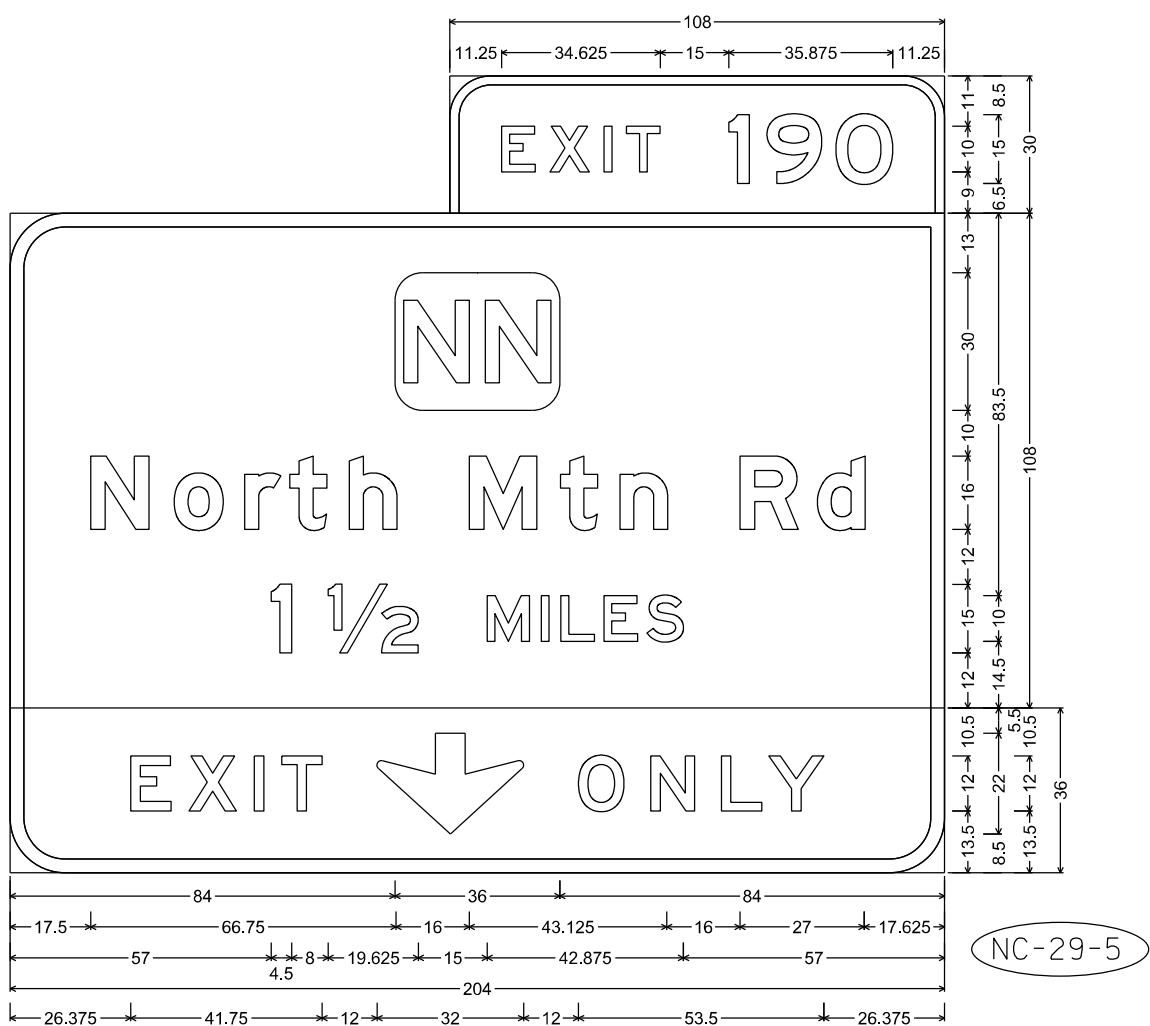 108
11.25 34.625 15 35.875 11.25
EXIT 190
11 10 9
8.5 15 6.5
30
NN
North Mtn Rd
1 1/2 MILES
EXIT ONLY
13 30 10 16 12 15 12
83.5 10 14.5
108
10.5 12 13.5
5.5 22 8.5
10.5 12 13.5
36
84 36 84
17.5 66.75 16 43.125 16 27 17.625
57 4.5 8 19.625 15 42.875 57
204
26.375 41.75 12 32 12 53.5 26.375
NC-29-5